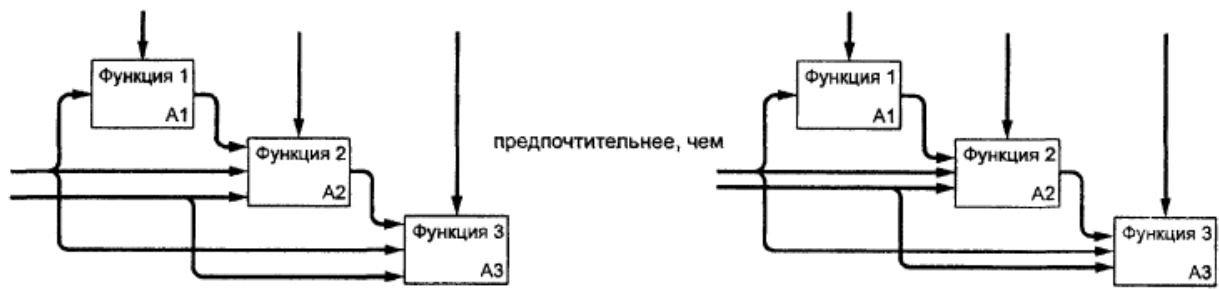 Функция 1
A1
Функция 2
A2
Функция 3
A3
предпочтительнее, чем
Функция 1
A1
Функция 2
A2
Функция 3
A3